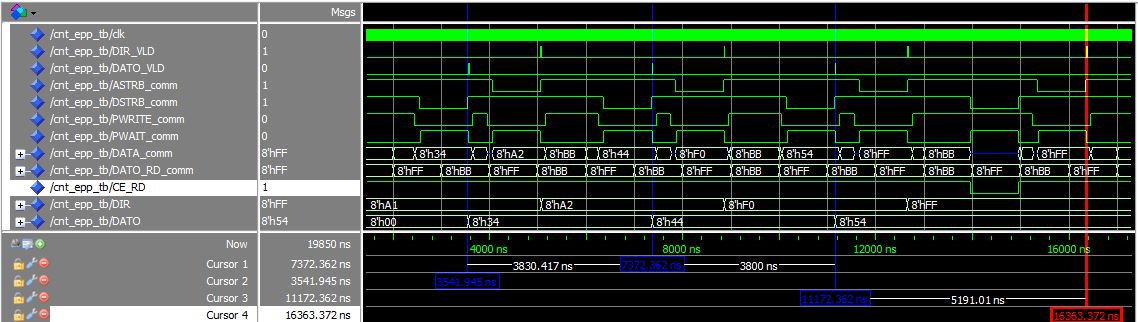 Msgs
/cnt_epp_tb/clk 0
/cnt_epp_tb/DIR_VLD 1
/cnt_epp_tb/DATO_VLD 0
/cnt_epp_tb/ASTRB_comm 1
/cnt_epp_tb/DSTRB_comm 1
/cnt_epp_tb/PWRITE_comm 0
/cnt_epp_tb/PWAIT_comm 0
/cnt_epp_tb/DATA_comm 8'hFF 8'h34 8'hA2 8'hBB 8'h44 8'hF0 8'hBB 8'h54 8'hFF 8'hBB 8'hFF
/cnt_epp_tb/DATO_RD_comm 8'hFF 8'hFF 8'hBB 8'hFF 8'hBB 8'hFF 8'hBB 8'hFF 8'hBB 8'hFF 8'hBB 8'hFF 8'hBB 8'hFF 8'hBB
/cnt_epp_tb/CE_RD 1
/cnt_epp_tb/DIR 8'hFF 8'hA1 8'hA2 8'hF0 8'hFF
/cnt_epp_tb/DATO 8'h54 8'h00 8'h34 8'h44 8'h54
Now 19850 ns 4000 ns 8000 ns 12000 ns 16000 ns
Cursor 1 7372.362 ns 3830.417 ns 7372.362 ns 3800 ns
Cursor 2 3541.945 ns 3541.945 ns
Cursor 3 11172.362 ns 11172.362 ns 5191.01 ns
Cursor 4 16363.372 ns 16363.372 ns